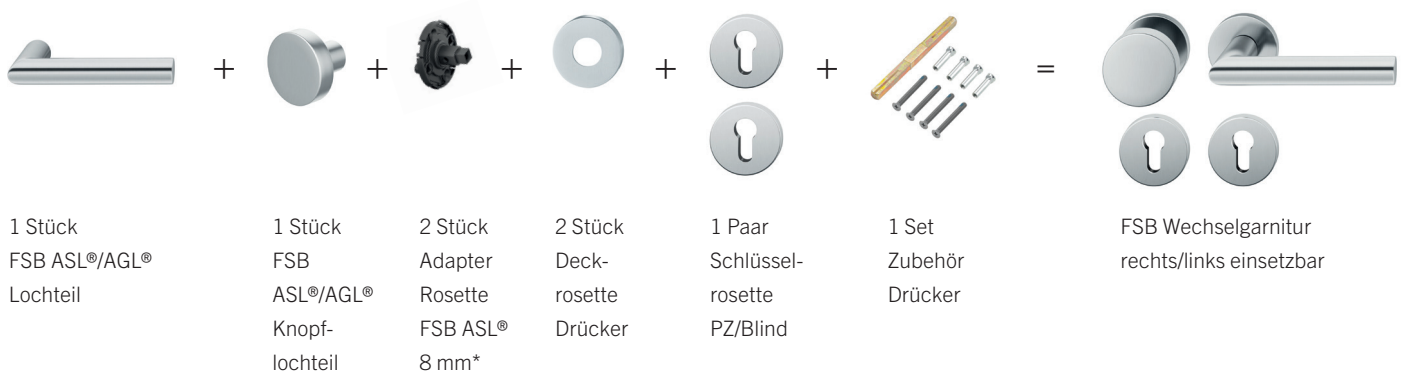 + + + + + =
1 Stück
FSB ASL®/AGL®
Lochteil
1 Stück
FSB
ASL®/AGL®
Knopf-
lochteil
2 Stück
Adapter
Rosette
FSB ASL®
8 mm*
2 Stück
Deck-
rosette
Drücker
1 Paar
Schlüssel-
rosette
PZ/Blind
1 Set
Zubehör
Drücker
FSB Wechselgarnitur
rechts/links einsetzbar